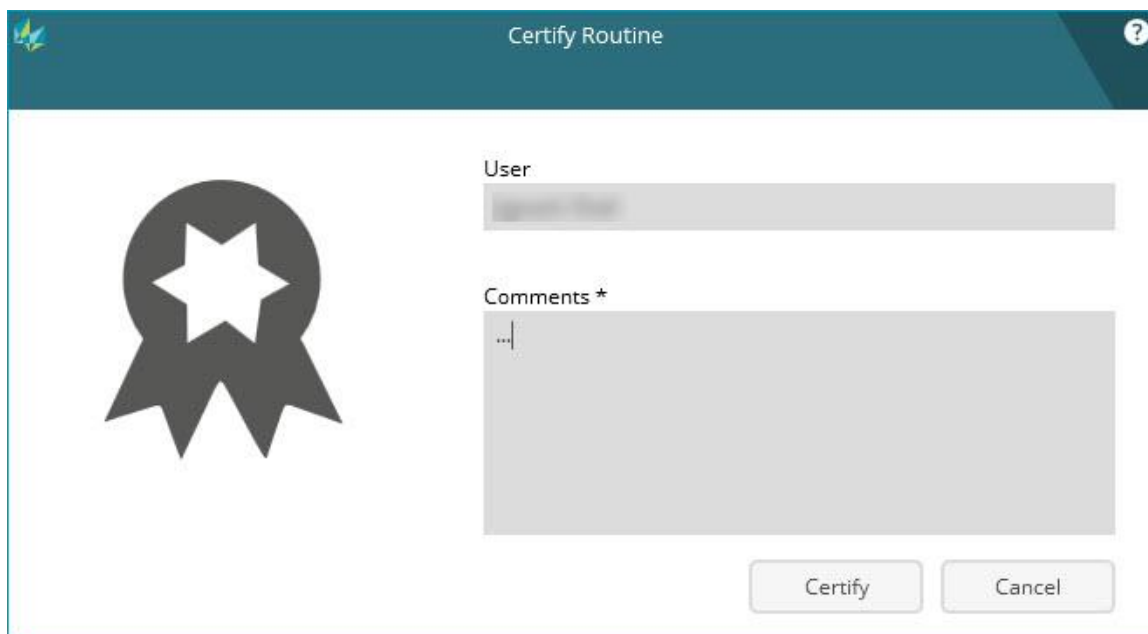 Certify Routine
?
User
Comments *
...
Certify
Cancel